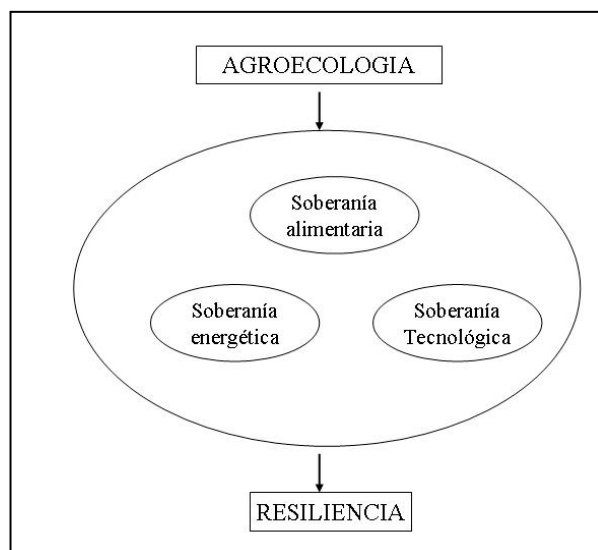 AGROECOLOGIA
Soberanía
alimentaria
Soberanía
energética
Soberanía
Tecnológica
RESILIENCIA